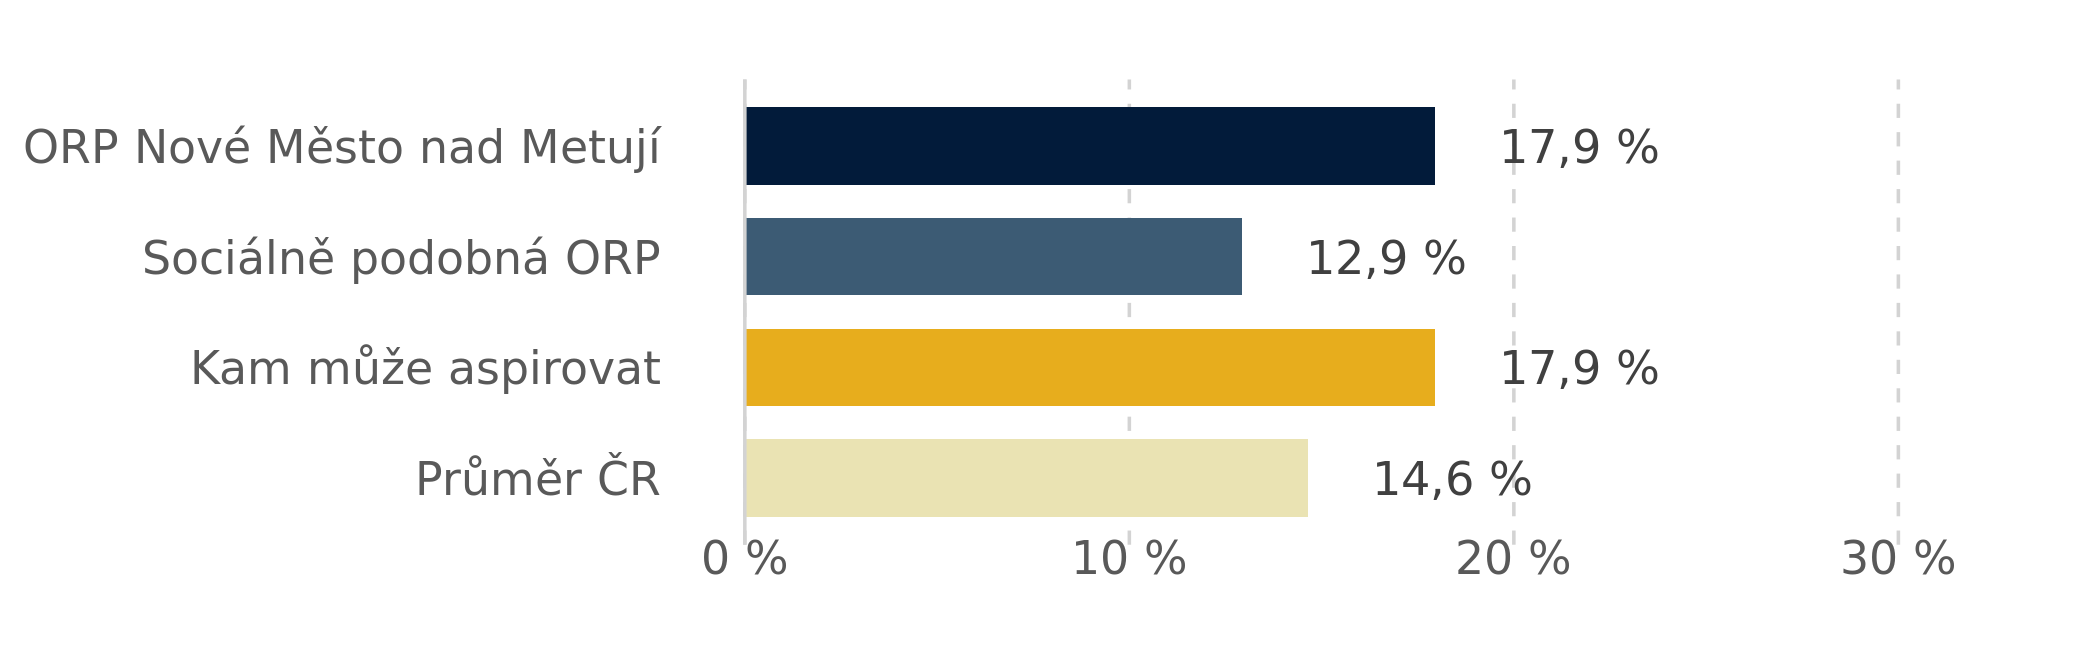 ORP Nové Město nad Metují 17,9 %
Sociálně podobná ORP 12,9 %
Kam může aspirovat 17,9 %
Průměr ČR 14,6 %
0 % 10 % 20 % 30 %